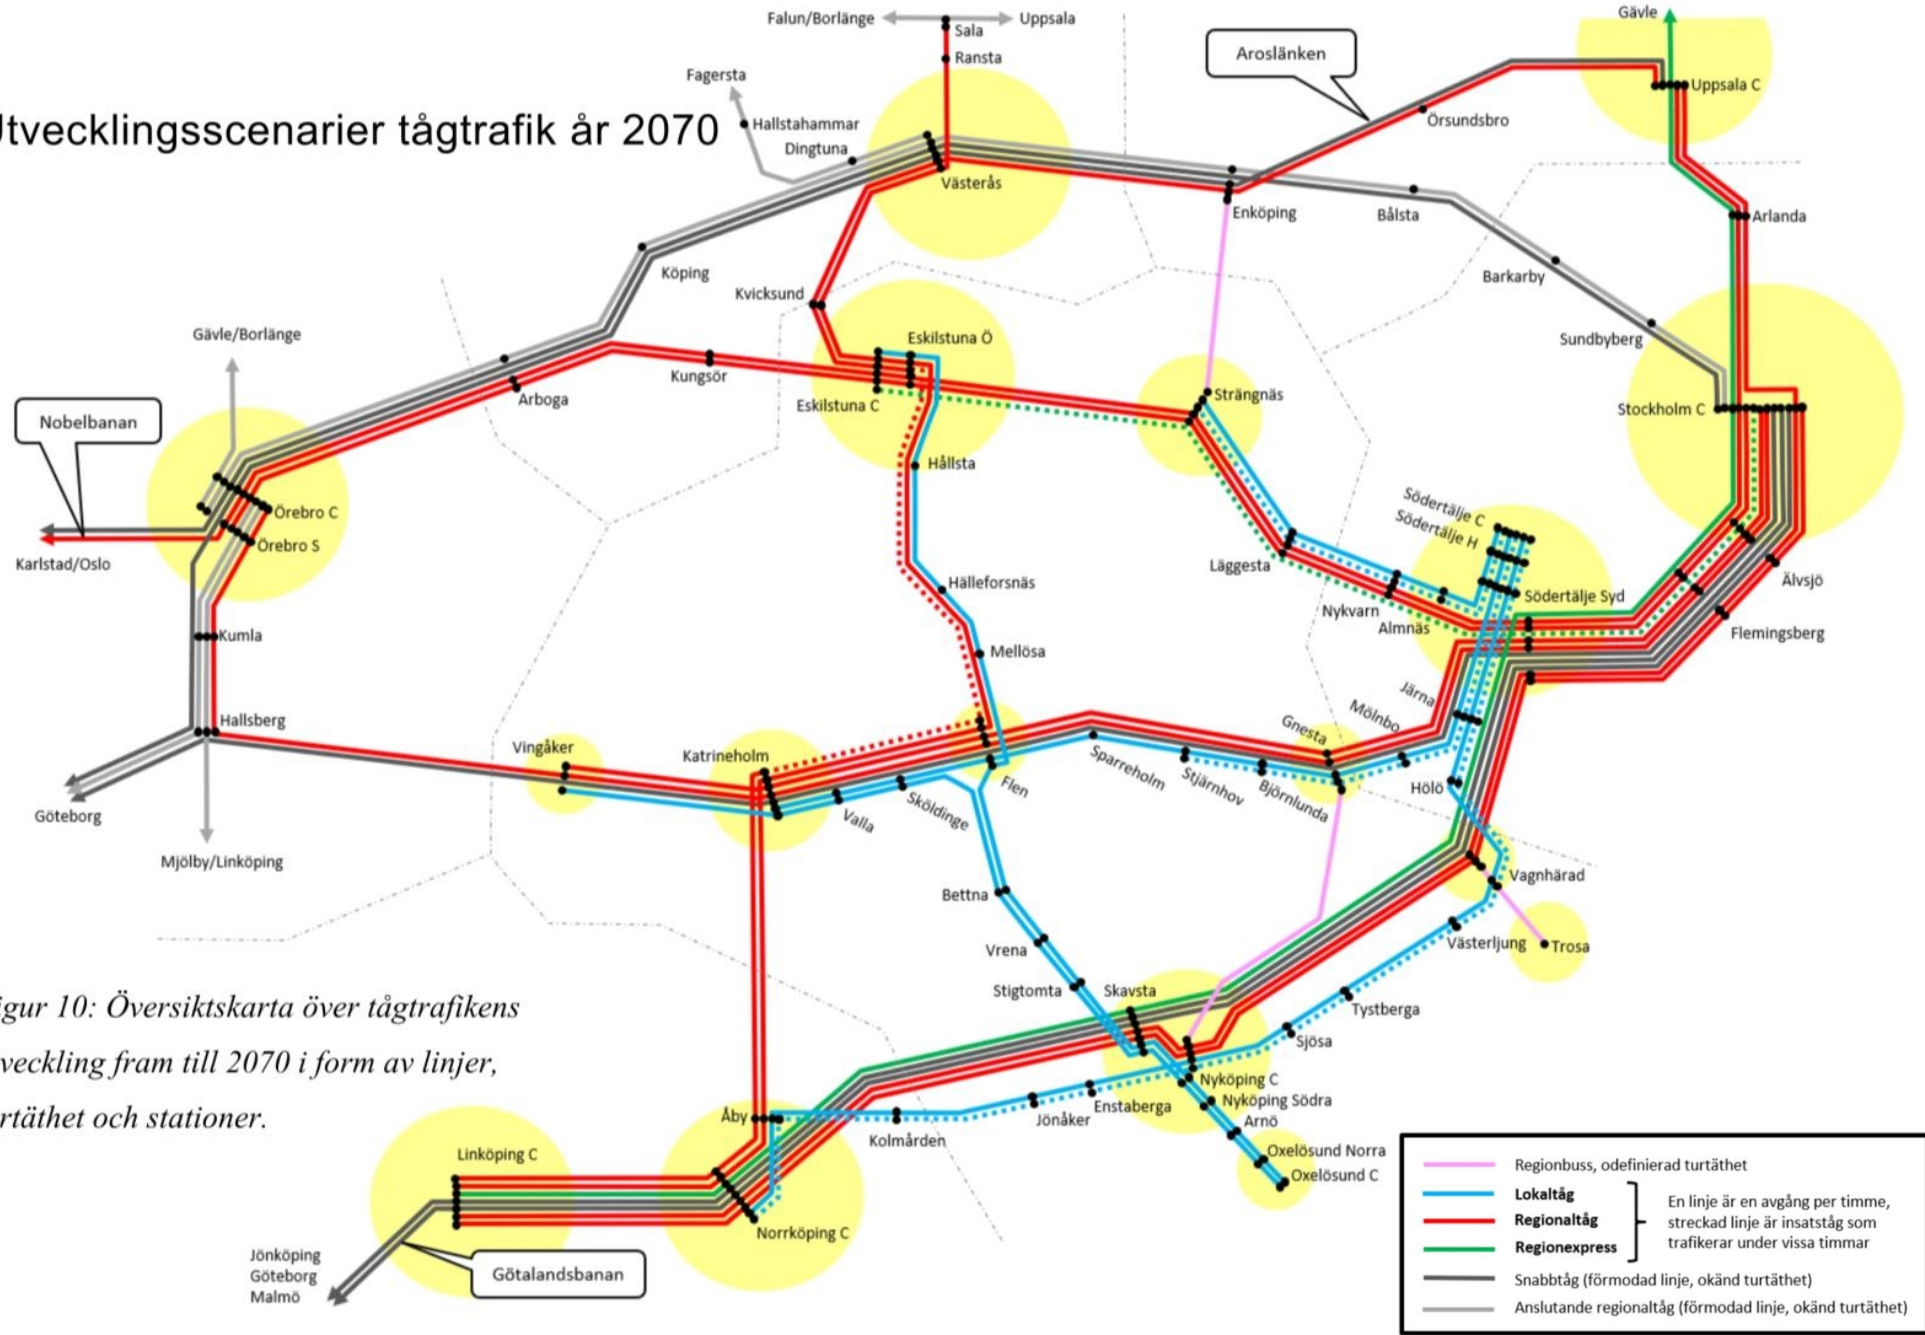 Falun/Borlänge
Uppsala
Sala
Ransta
Gävle
Aroslänken
Fagersta
Uppsala C
Utvecklingsscenarier tågtrafik år 2070
Hallstahammar
Örsundsbro
Dingtuna
Västerås
Enköping
Bålsta
Arlanda
Köping
Barkarby
Kvicksund
Gävle/Borlänge
Eskilstuna Ö
Sundbyberg
Kungsör
Arboga
Eskilstuna C
Strängnäs
Stockholm C
Nobelbanan
Hållsta
Södertälje C
Södertälje H
Örebro C
Örebro S
Karlstad/Oslo
Läggesta
Älvsjö
Hälleforsnäs
Södertälje Syd
Nykvarn
Almnäs
Flemingsberg
Kumla
Mellösa
Järna
Hallsberg
Mölnbo
Gnesta
Vingåker
Katrineholm
Sparreholm
Stjärnhov
Björnlunda
Hölö
Flen
Sköldinge
Valla
Göteborg
Mjölby/Linköping
Vagnhärad
Bettna
Västerljung
Trosa
Vrena
Stigtomta
Skavsta
Tystberga
Sjösa
igur 10: Översiktskarta över tågtrafikens
veckling fram till 2070 i form av linjer,
rtäthet och stationer.
Nyköping C
Nyköping Södra
Arnö
Enstaberga
Jönåker
Åby
Kolmården
Oxelösund Norra
Oxelösund C
Linköping C
Norrköping C
Jönköping
Göteborg
Malmö
Götalandsbanan
Regionbuss, odefinierad turtäthet
Lokaltåg
Regionaltåg
Regionexpress
En linje är en avgång per timme,
streckad linje är insatståg som
trafikerar under vissa timmar
Snabbtåg (förmodad linje, okänd turtäthet)
Anslutande regionaltåg (förmodad linje, okänd turtäthet)